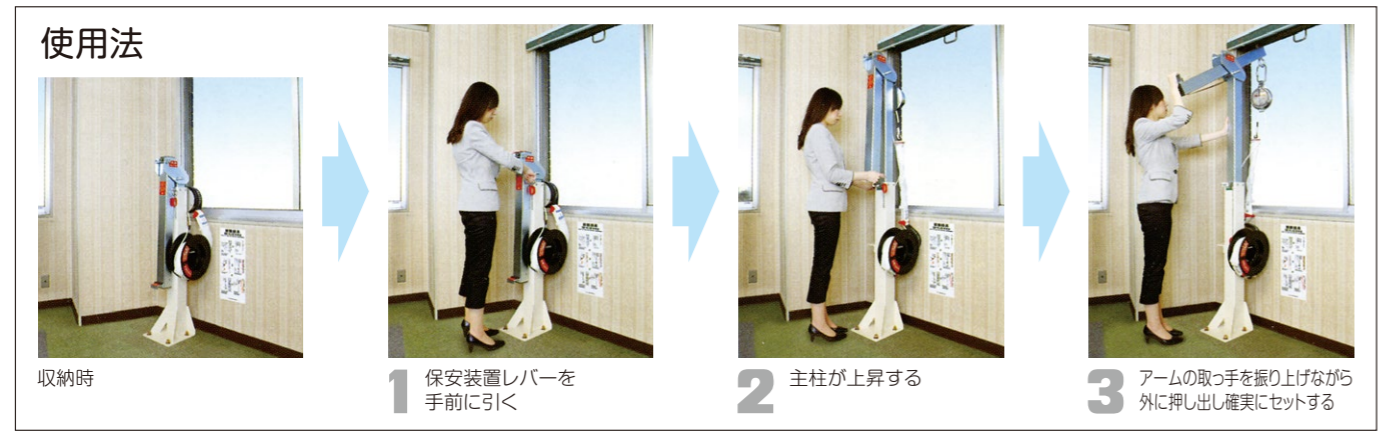 使用法
収納時
1
保安装置レバーを
手前に引く
2
主柱が上昇する
3
アームの取っ手を振り上げながら
外に押し出し確実にセットする